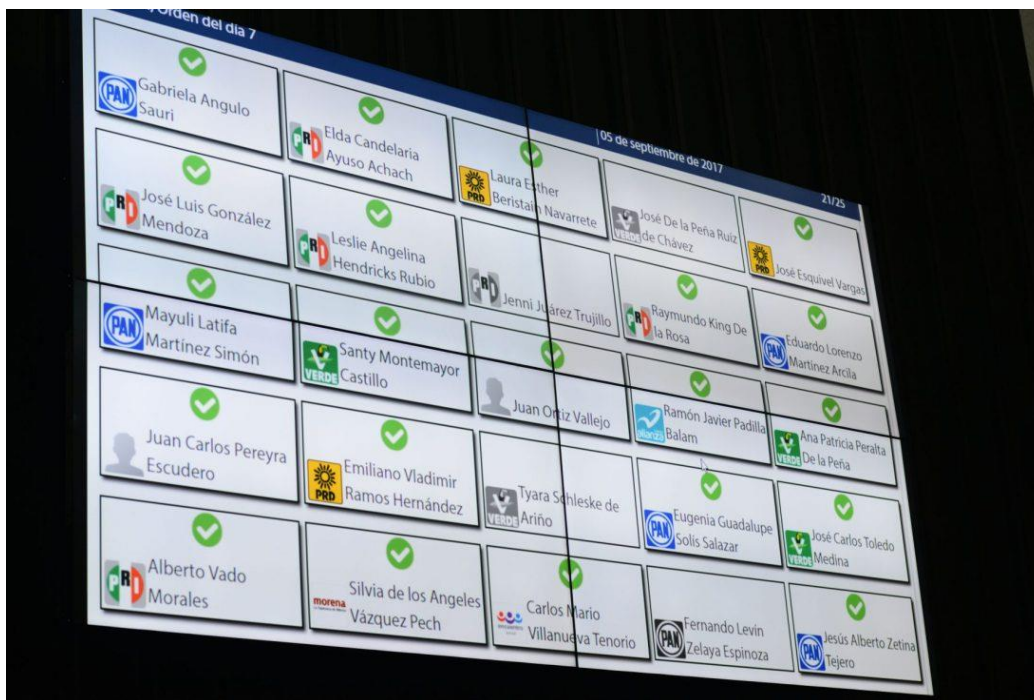 Orden del día 7
05 de septiembre de 2017
21/25
PAN
Gabriela Angulo
Sauri
PRD
Elda Candelaria
Ayuso Achach
PRD
Laura Esther
Beristain Navarrete
VERDE
José De la Peña Ruiz
de Chávez
PRD
José Esquivel Vargas
PRD
José Luis González
Mendoza
PRD
Leslie Angelina
Hendricks Rubio
PRD
Jenni Juárez Trujillo
PRD
Raymundo King De
la Rosa
PAN
Eduardo Lorenzo
Martínez Arcila
PAN
Mayuli Latifa
Martínez Simón
VERDE
Santy Montemayor
Castillo
Juan Ortiz Vallejo
alianza
Ramón Javier Padilla
Balam
VERDE
Ana Patricia Peralta
De la Peña
Juan Carlos Pereyra
Escudero
PRD
Emiliano Vladimir
Ramos Hernández
VERDE
Tyara Schleske de
Ariño
PAN
Eugenia Guadalupe
Solís Salazar
VERDE
José Carlos Toledo
Medina
PRD
Alberto Vado
Morales
morena
Silvia de los Angeles
Vázquez Pech
encuentro
Carlos Mario
Villanueva Tenorio
PAN
Fernando Levin
Zelaya Espinoza
PAN
Jesús Alberto Zetina
Tejero